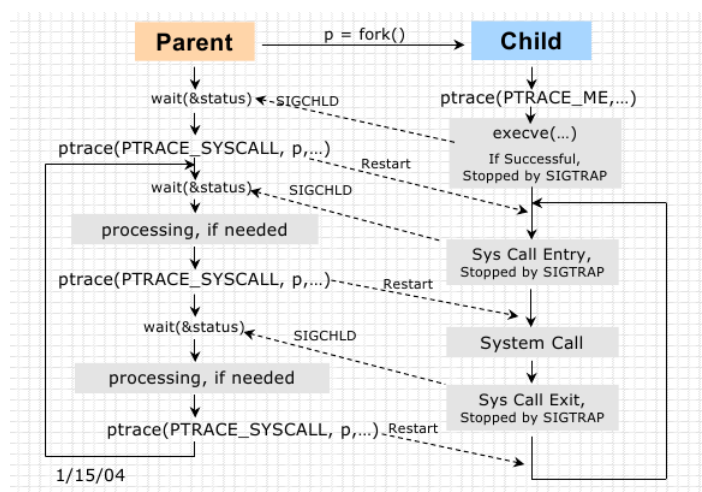 Parent
p = fork()
Child
wait(&status)
SIGCHLD
ptrace(PTRACE_ME,...)
execve(...)
If Successful,
Stopped by SIGTRAP
ptrace(PTRACE_SYSCALL, p,...)
Restart
wait(&status)
SIGCHLD
processing, if needed
Sys Call Entry,
Stopped by SIGTRAP
ptrace(PTRACE_SYSCALL, p,...)
Restart
wait(&status)
SIGCHLD
System Call
processing, if needed
Sys Call Exit,
Stopped by SIGTRAP
ptrace(PTRACE_SYSCALL, p,...)
Restart
1/15/04